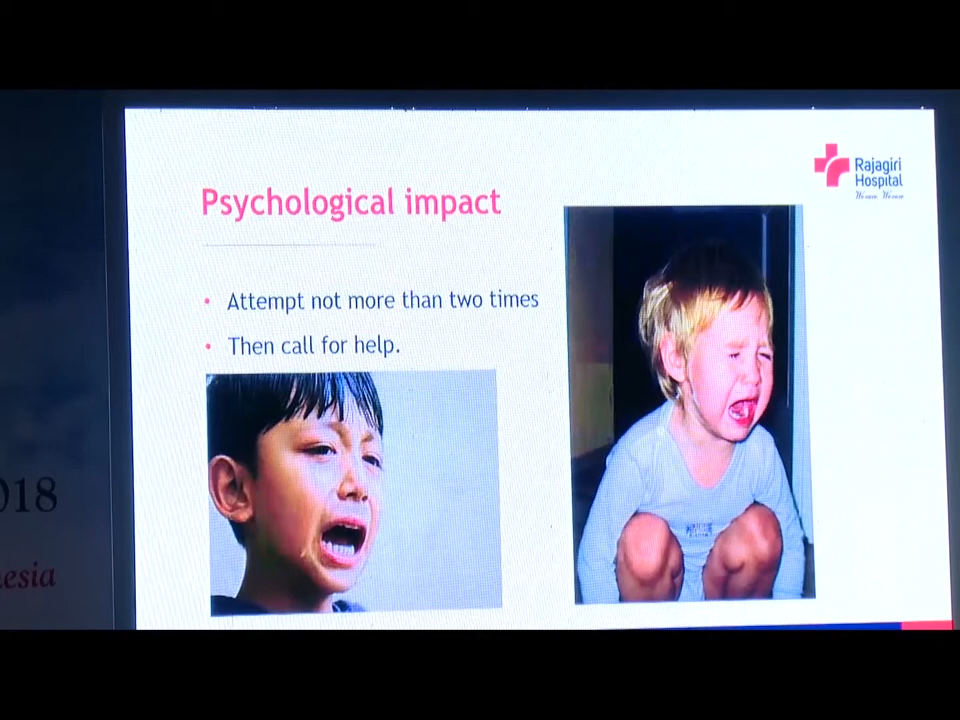 Psychological impact
• Attempt not more than two times
• Then call for help.
Rajagiri
Hospital
018
esia